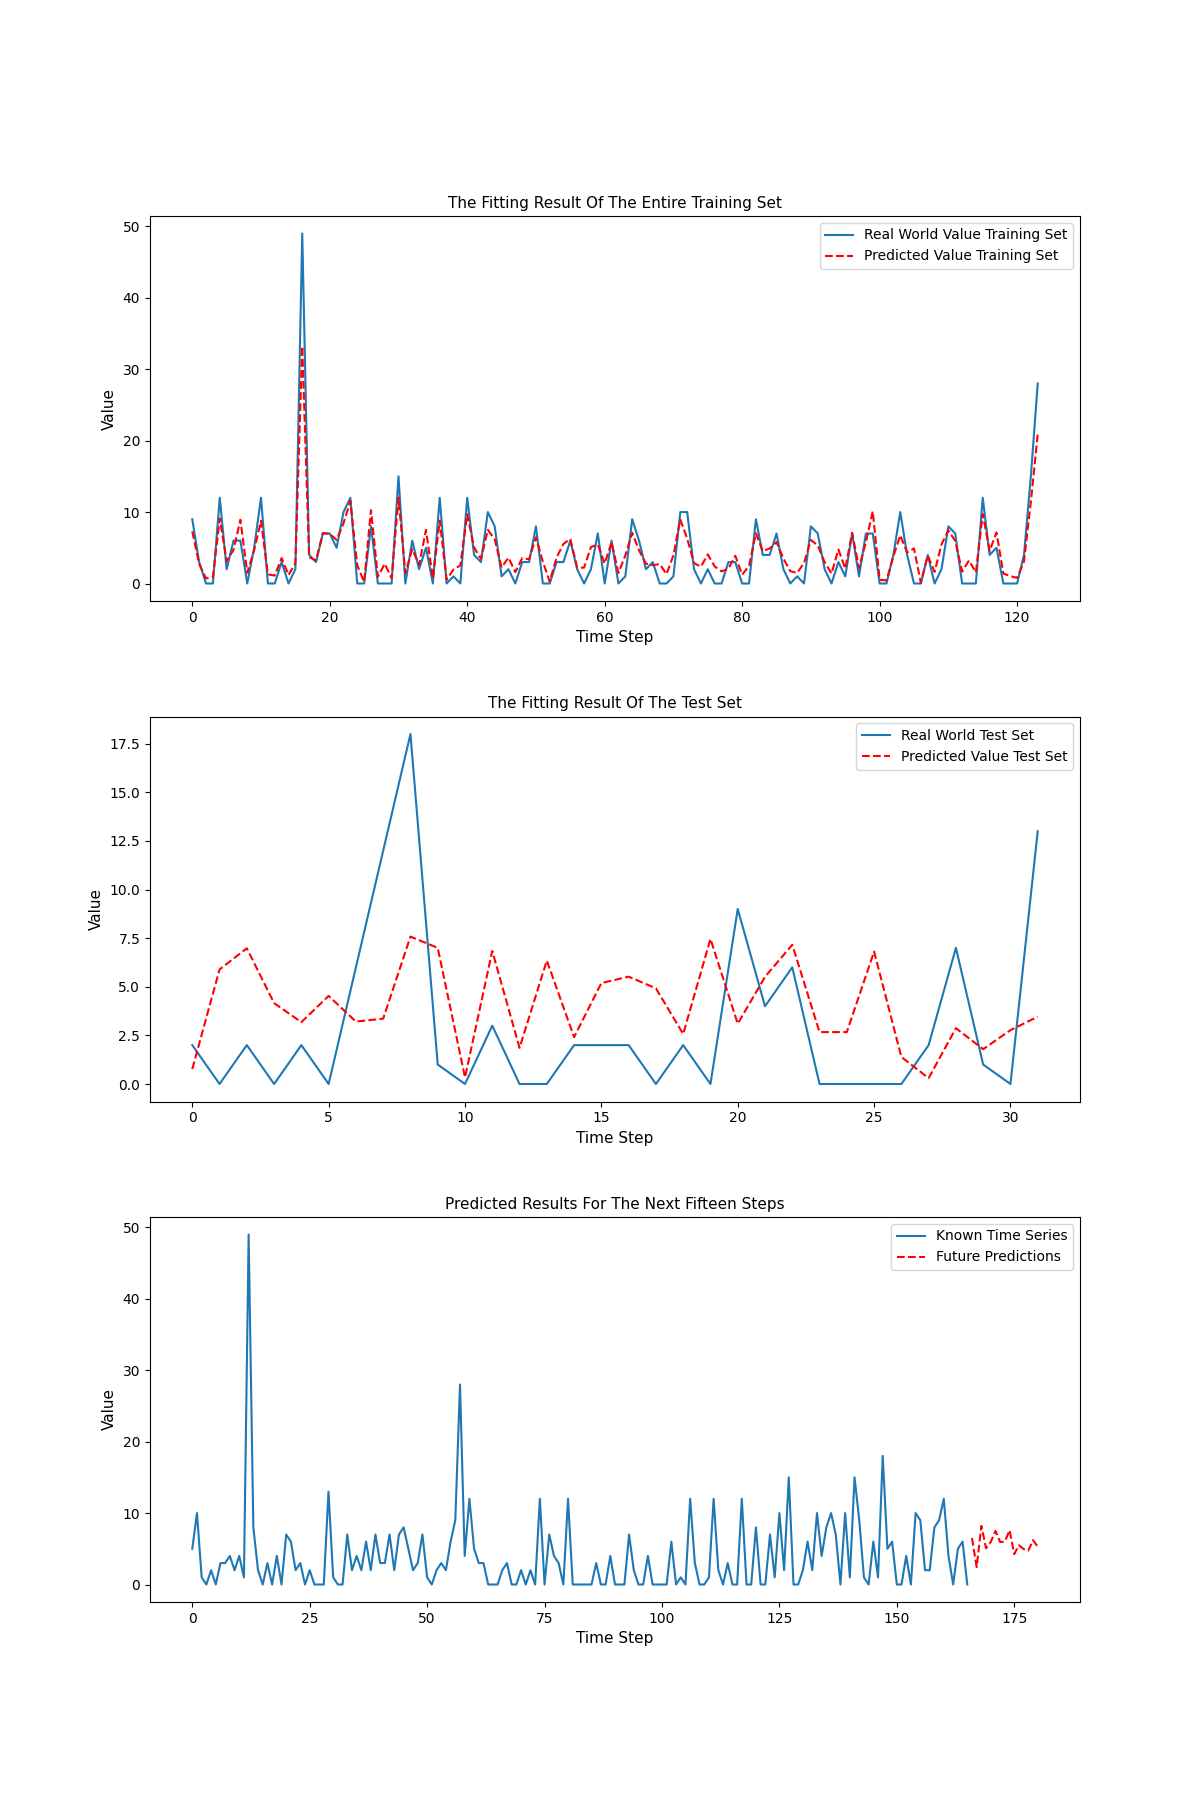 The Fitting Result Of The Entire Training Set
50
40
30
20
10
0
Value
Real World Value Training Set
Predicted Value Training Set
0 20 40 60 80 100 120
Time Step
The Fitting Result Of The Test Set
17.5
15.0
12.5
10.0
7.5
5.0
2.5
0.0
Value
Real World Test Set
Predicted Value Test Set
0 5 10 15 20 25 30
Time Step
Predicted Results For The Next Fifteen Steps
50
40
30
20
10
0
Value
Known Time Series
Future Predictions
0 25 50 75 100 125 150 175
Time Step